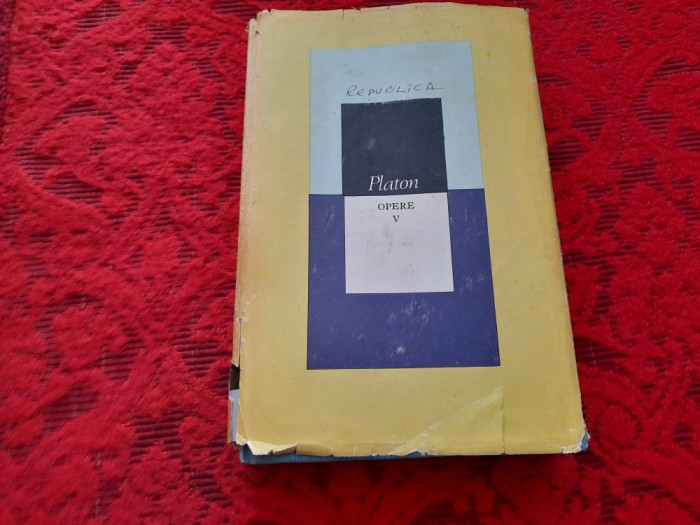 REPUBLICA
Platon
OPERE
V